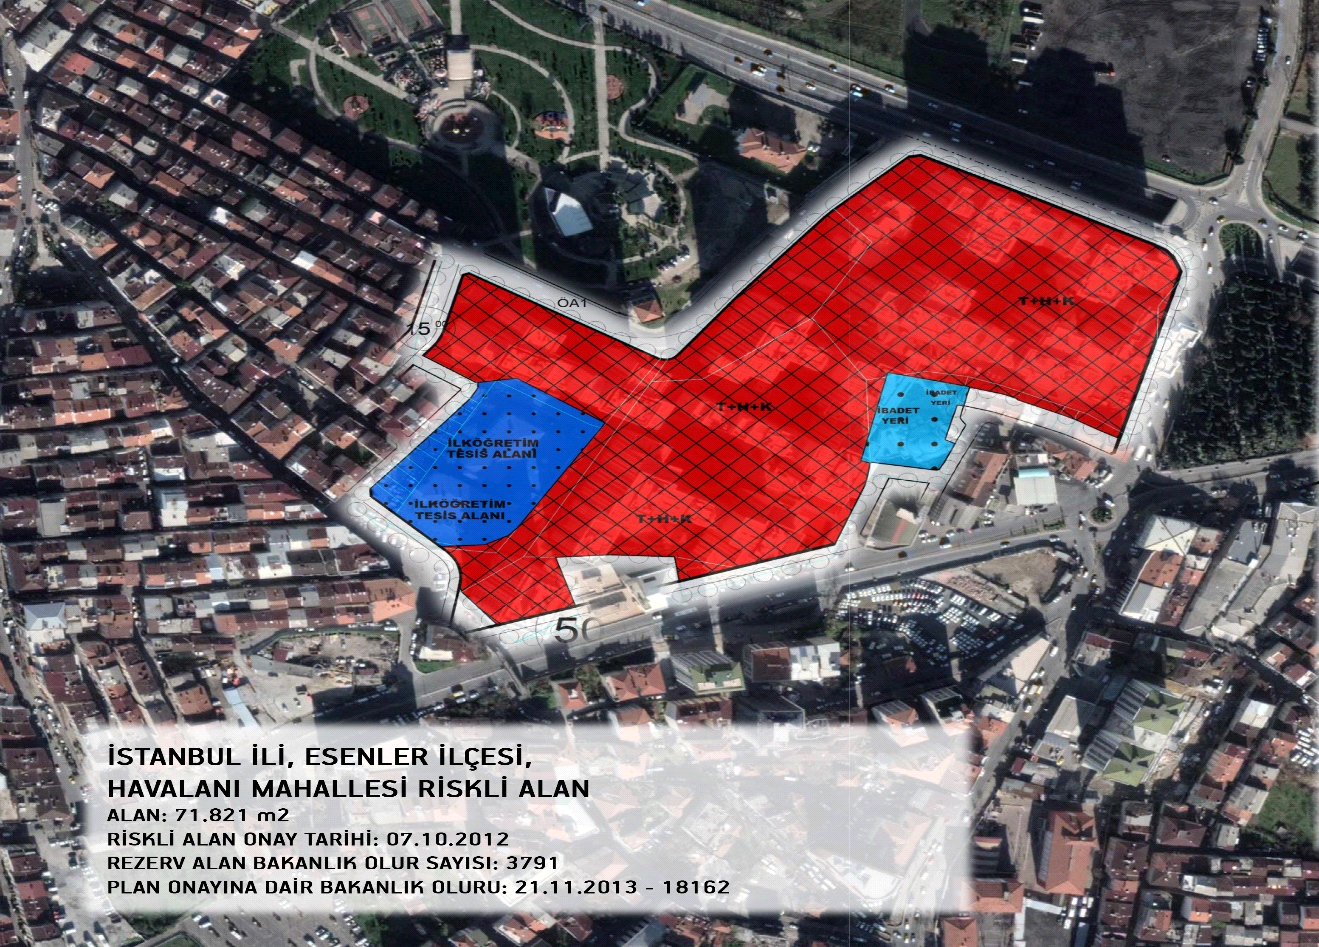 ÖA1
15 00
T+H+K
T+H+K
İBADET
YERİ
İBADET
YERİ
İLKÖĞRETİM
TESİS ALANI
İLKÖĞRETİM
TESİS ALANI
T+H+K
50
İSTANBUL İLİ, ESENLER İLÇESİ,
HAVALANI MAHALLESİ RİSKLİ ALAN
ALAN: 71.821 m2
RİSKLİ ALAN ONAY TARİHİ: 07.10.2012
REZERV ALAN BAKANLIK OLUR SAYISI: 3791
PLAN ONAYINA DAİR BAKANLIK OLURU: 21.11.2013 - 18162